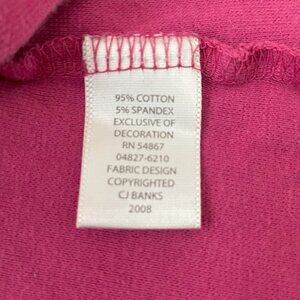 95% COTTON
5% SPANDEX
EXCLUSIVE OF
DECORATION
RN 54867
04827-6210
FABRIC DESIGN
COPYRIGHTED
CJ BANKS
2008